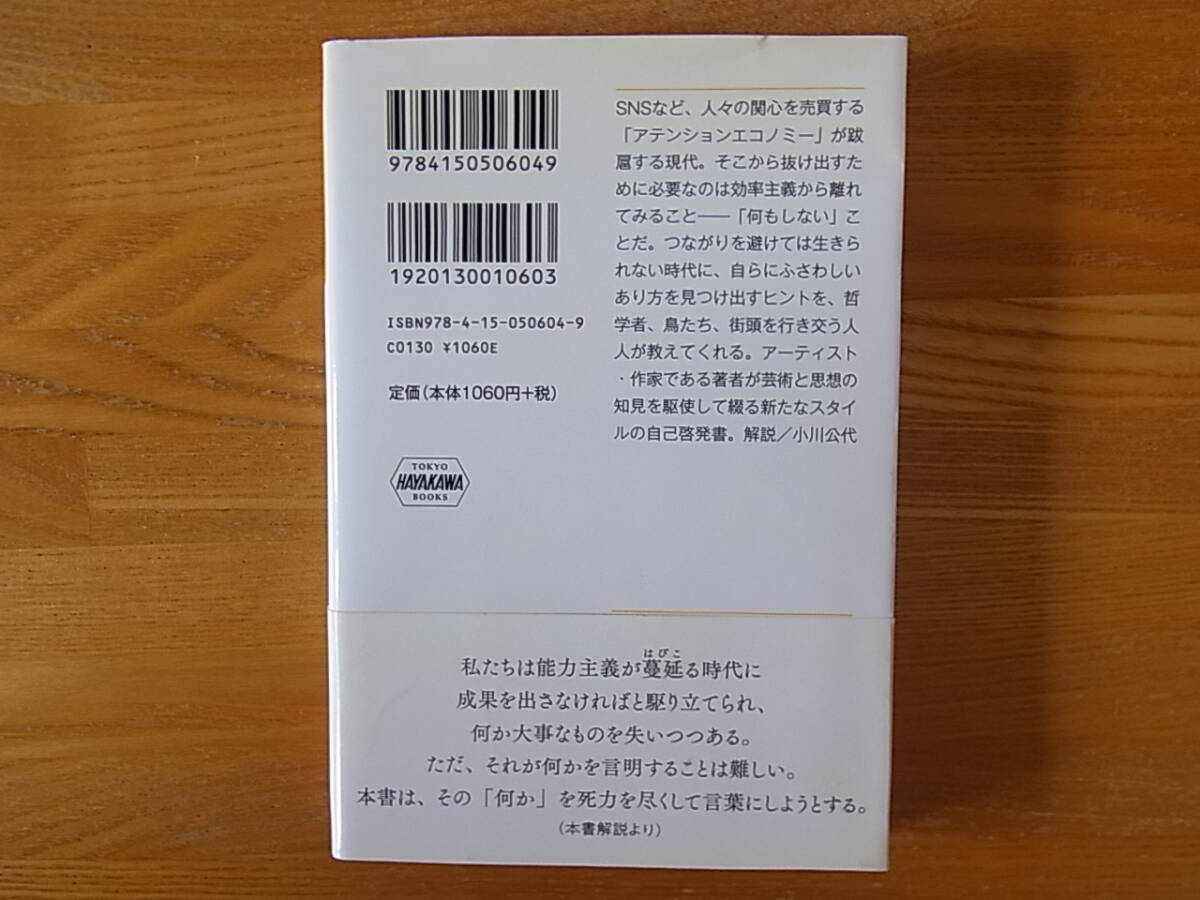 9784150506049
1920130010603
ISBN978-4-15-050604-9
C0130 ¥1060E
定価(本体1060円+税)
TOKYO
HAYAKAWA
BOOKS
SNSなど、人々の関心を売買する
「アテンションエコノミー」が跋
扈する現代。そこから抜け出すた
めに必要なのは効率主義から離れ
てみること――「何もしない」こ
とだ。つながりを避けては生きら
れない時代に、自らにふさわしい
あり方を見つけ出すヒントを、哲
学者、鳥たち、街頭を行き交う人
人が教えてくれる。アーティスト
・作家である著者が芸術と思想の
知見を駆使して綴る新たなスタイ
ルの自己啓発書。解説／小川公代
はびこ
私たちは能力主義が蔓延る時代に
成果を出さなければと駆り立てられ、
何か大事なものを失いつつある。
ただ、それが何かを言明することは難しい。
本書は、その「何か」を死力を尽くして言葉にしようとする。
(本書解説より)